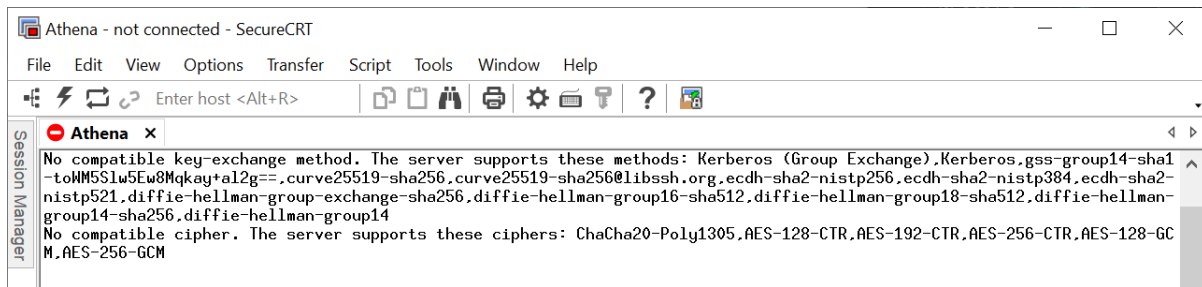 Athena - not connected - SecureCRT
File Edit View Options Transfer Script Tools Window Help
Enter host <Alt+R>
Session Manager
Athena
No compatible key-exchange method. The server supports these methods: Kerberos (Group Exchange),Kerberos,gss-group14-sha1
-toWM5Slw5Ew8Mqkay+al2g==,curve25519-sha256,curve25519-sha256@libssh.org,ecdh-sha2-nistp256,ecdh-sha2-nistp384,ecdh-sha2-
nistp521,diffie-hellman-group-exchange-sha256,diffie-hellman-group16-sha512,diffie-hellman-group18-sha512,diffie-hellman-
group14-sha256,diffie-hellman-group14
No compatible cipher. The server supports these ciphers: ChaCha20-Poly1305,AES-128-CTR,AES-192-CTR,AES-256-CTR,AES-128-GC
M,AES-256-GCM